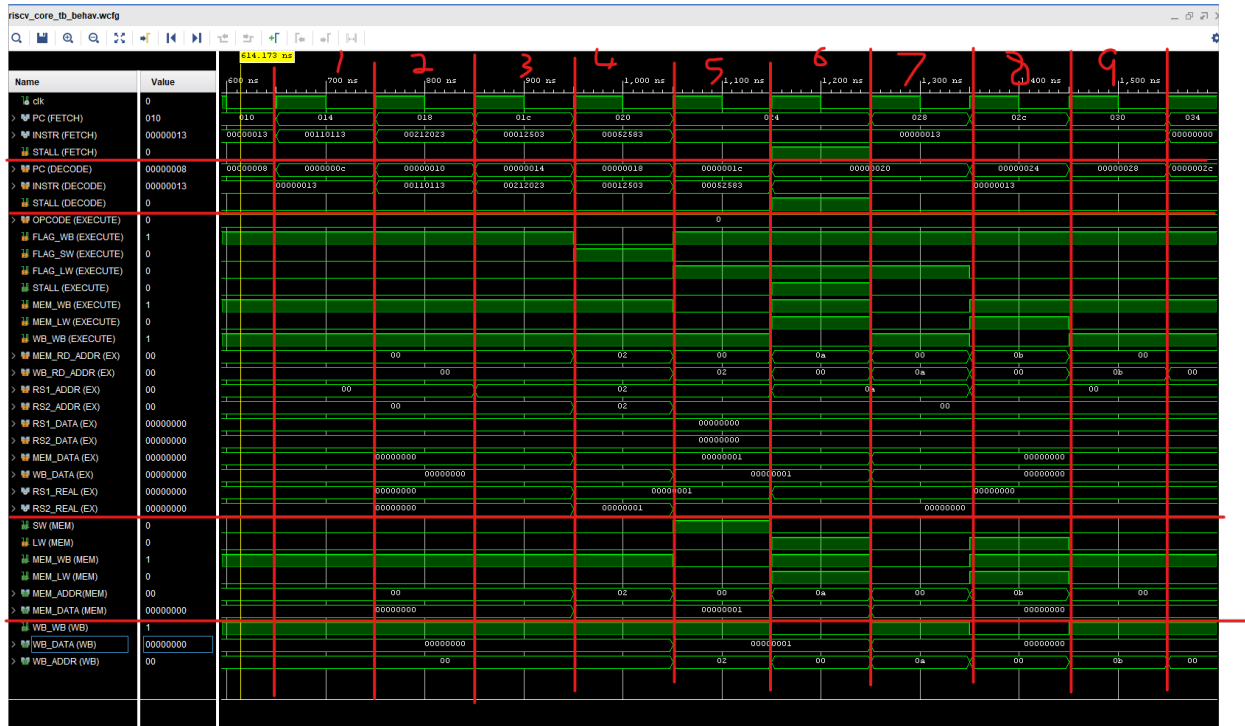 riscv_core_tb_behav.wcfg
614.173 ns
1 2 3 4 5 6 7 8 9
Name Value 600 ns 700 ns 800 ns 900 ns 1,000 ns 1,100 ns 1,200 ns 1,300 ns 400 ns 1,500 ns
clk 0
PC (FETCH) 010 010 014 018 01c 020 024 028 02c 030 034
INSTR (FETCH) 00000013 00000013 00110113 00212023 00012503 00052583 00000013 00000000
STALL (FETCH) 0
PC (DECODE) 00000008 00000008 0000000c 00000010 00000014 00000018 0000001c 00000020 00000024 00000028 0000002c
INSTR (DECODE) 00000013 00000013 00110113 00212023 00012503 00052583 00000013
STALL (DECODE) 0
OPCODE (EXECUTE) 0 0
FLAG_WB (EXECUTE) 1
FLAG_SW (EXECUTE) 0
FLAG_LW (EXECUTE) 0
STALL (EXECUTE) 0
MEM_WB (EXECUTE) 1
MEM_LW (EXECUTE) 0
WB_WB (EXECUTE) 1
MEM_RD_ADDR (EX) 00 00 02 00 0a 00 0b 00
WB_RD_ADDR (EX) 00 00 02 00 0a 00 0b 00
RS1_ADDR (EX) 00 00 02 0a 00
RS2_ADDR (EX) 00 00 02 00
RS1_DATA (EX) 00000000 00000000
RS2_DATA (EX) 00000000 00000000
MEM_DATA (EX) 00000000 00000000 00000001 00000000
WB_DATA (EX) 00000000 00000000 00000001 00000000
RS1_REAL (EX) 00000000 00000000 00000001 00000000
RS2_REAL (EX) 00000000 00000000 00000001 00000000
SW (MEM) 0
LW (MEM) 0
MEM_WB (MEM) 1
MEM_LW (MEM) 0
MEM_ADDR(MEM) 00 00 02 00 0a 00 0b 00
MEM_DATA (MEM) 00000000 00000000 00000001 00000000
WB_WB (WB) 1
WB_DATA (WB) 00000000 00000000 00000001 00000000
WB_ADDR (WB) 00 00 02 00 0a 00 0b 00